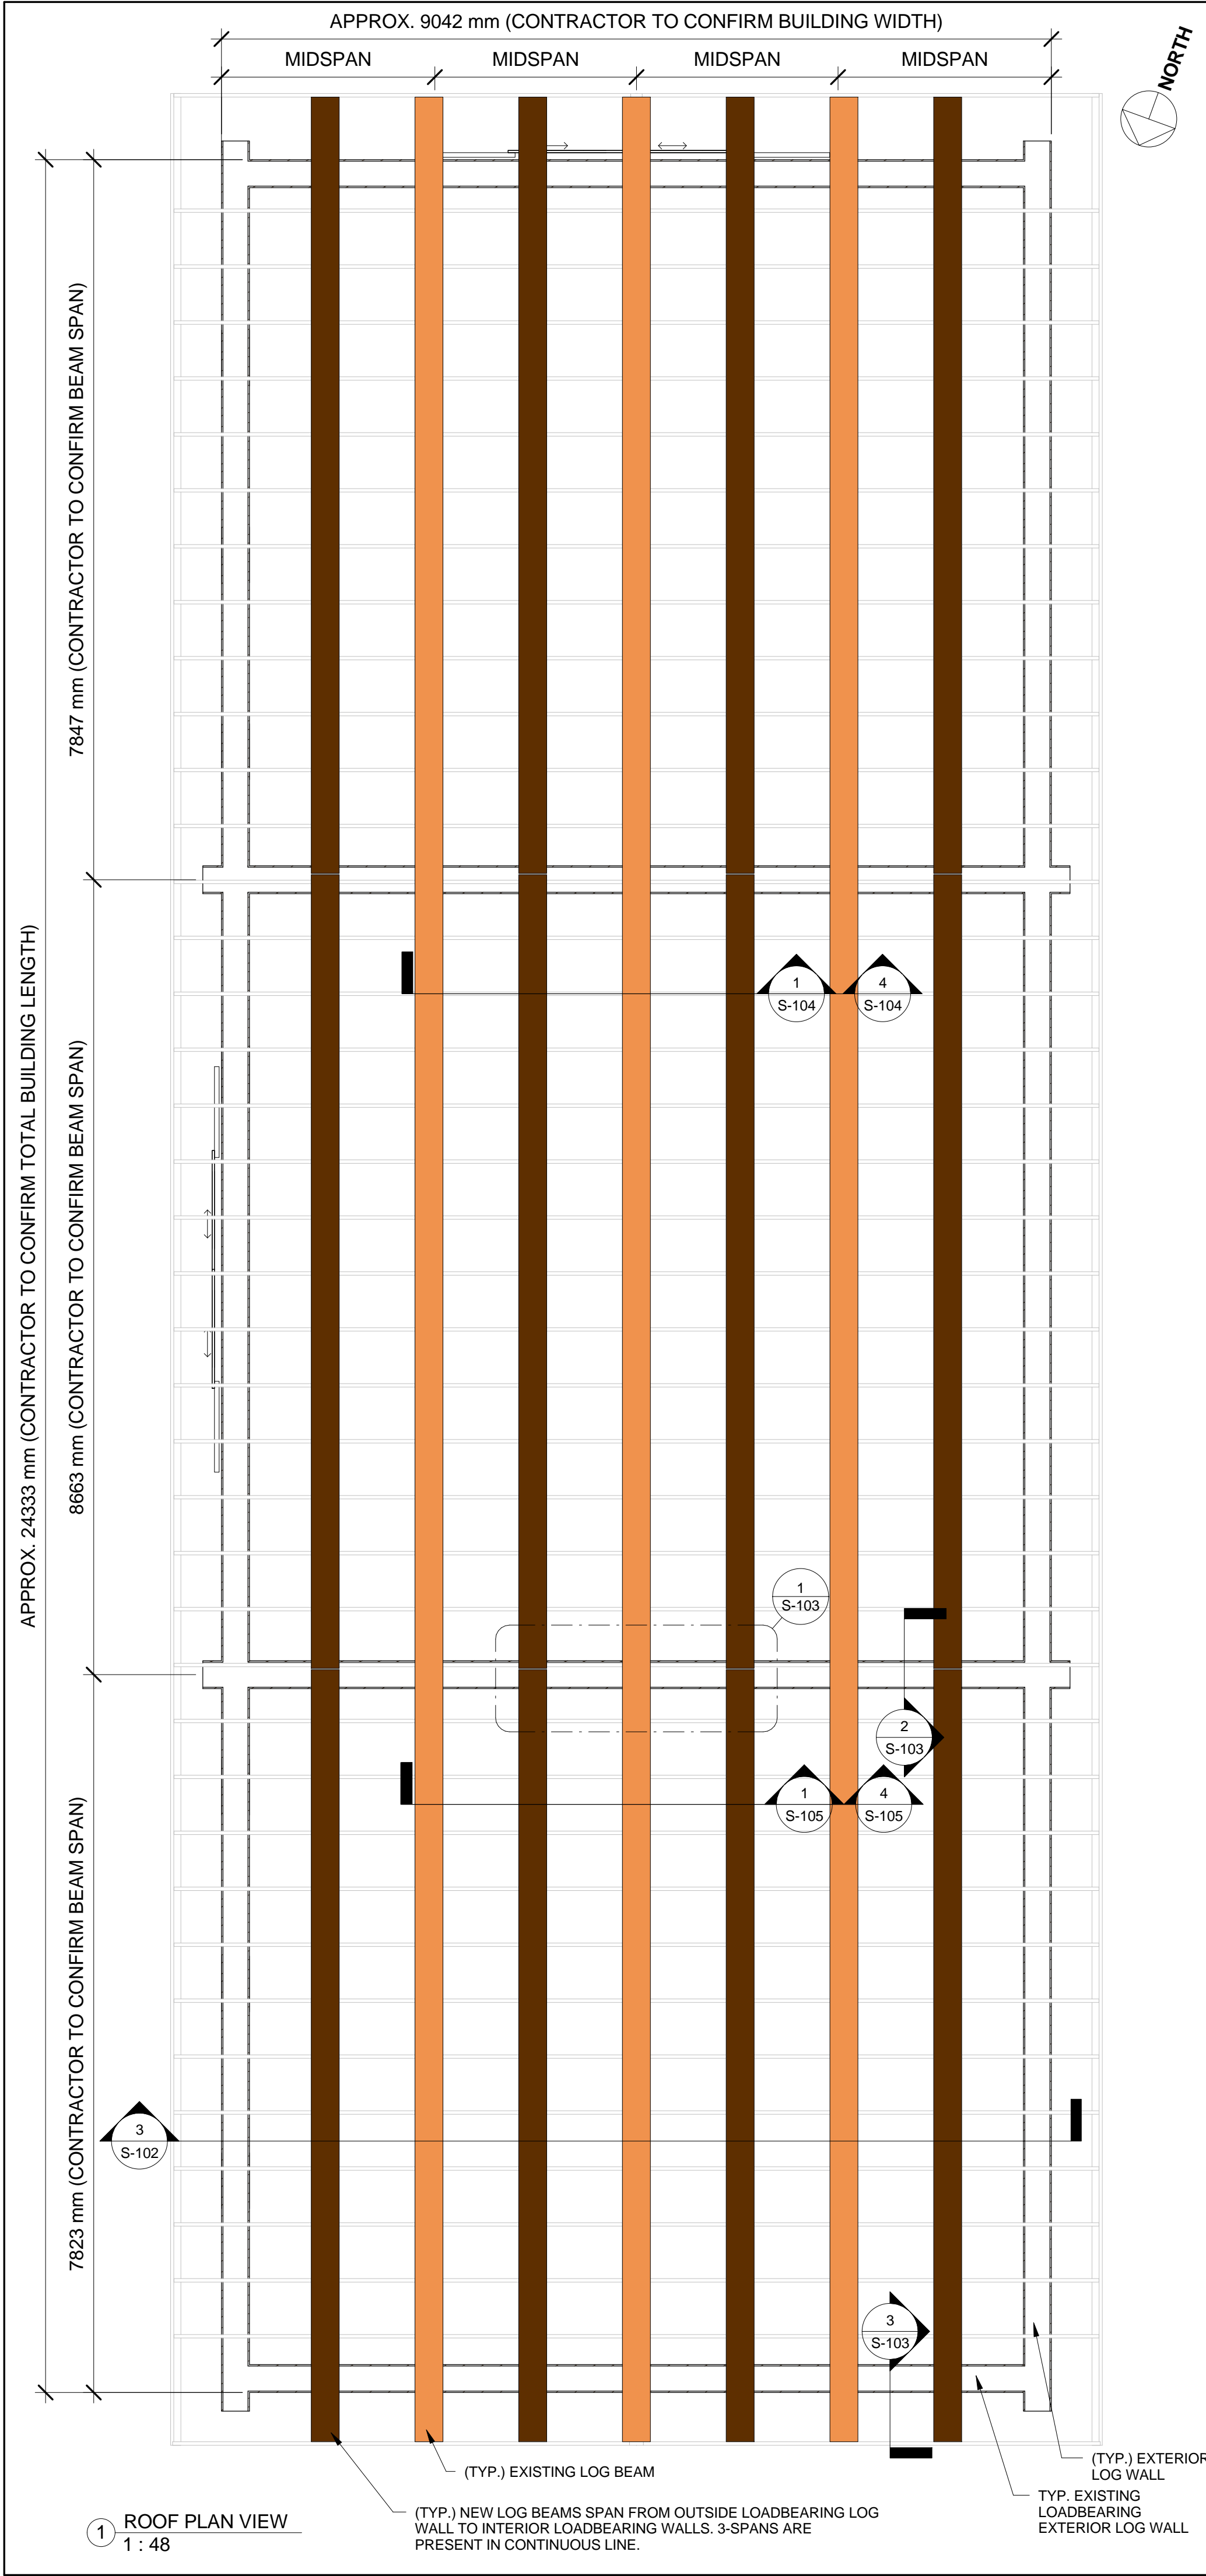 APPROX. 9042 mm (CONTRACTOR TO CONFIRM BUILDING WIDTH)
MIDSPAN
MIDSPAN
MIDSPAN
MIDSPAN
NORTH
7847 mm (CONTRACTOR TO CONFIRM BEAM SPAN)
APPROX. 24333 mm (CONTRACTOR TO CONFIRM TOTAL BUILDING LENGTH)
8663 mm (CONTRACTOR TO CONFIRM BEAM SPAN)
7823 mm (CONTRACTOR TO CONFIRM BEAM SPAN)
1
S-104
4
S-104
1
S-103
2
S-103
1
S-105
4
S-105
3
S-102
3
S-103
(TYP.) EXISTING LOG BEAM
(TYP.) NEW LOG BEAMS SPAN FROM OUTSIDE LOADBEARING LOG
WALL TO INTERIOR LOADBEARING WALLS. 3-SPANS ARE
PRESENT IN CONTINUOUS LINE.
(TYP.) EXTERIOR
LOG WALL
TYP. EXISTING
LOADBEARING
EXTERIOR LOG WALL
1
ROOF PLAN VIEW
1 : 48